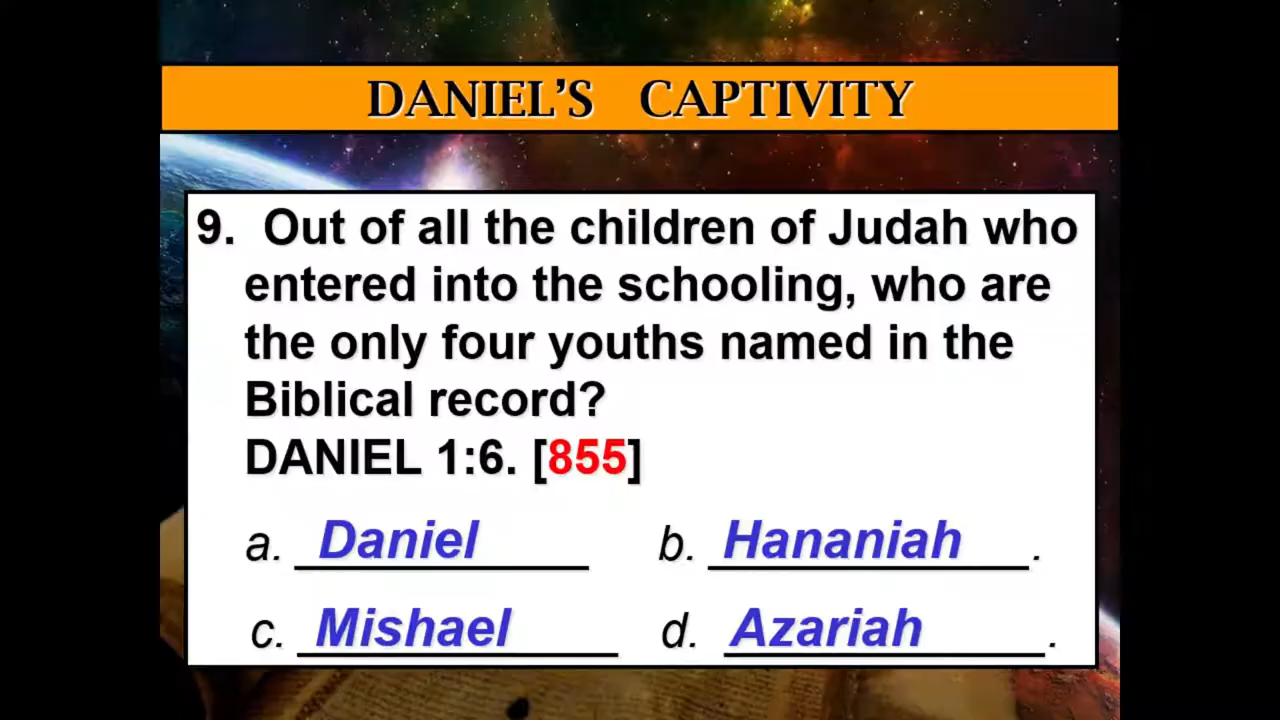 DANIEL'S CAPTIVITY
9. Out of all the children of Judah who
entered into the schooling, who are
the only four youths named in the
Biblical record?
DANIEL 1:6. [855]
a. Daniel b. Hananiah.
c. Mishael d. Azariah.